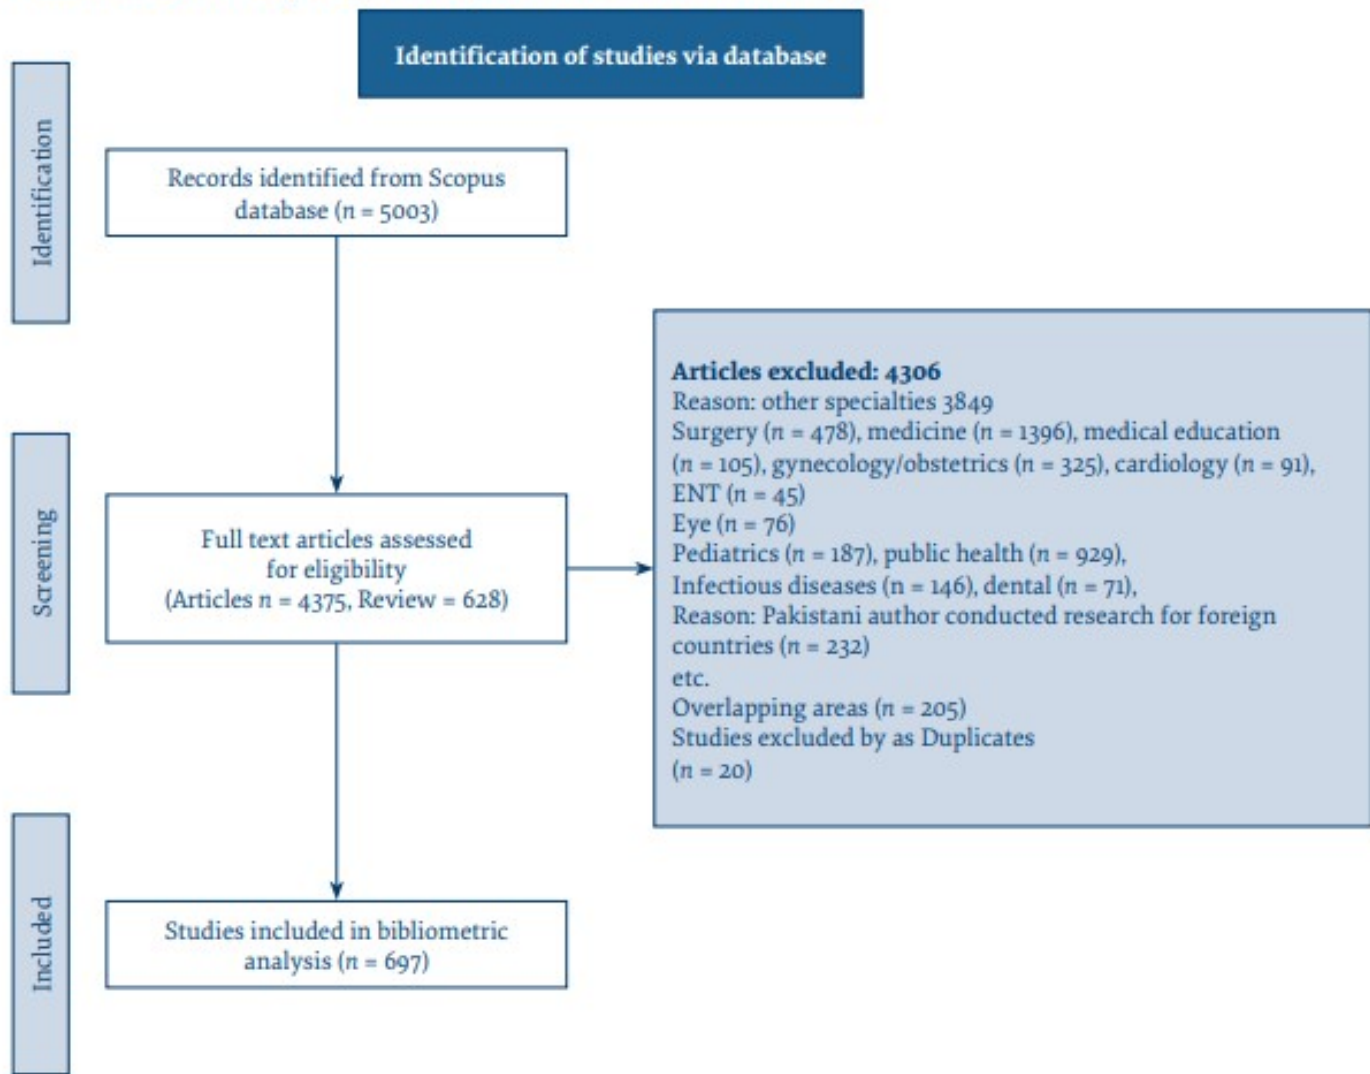 Identification of studies via database
Identification
Records identified from Scopus
database (n = 5003)
Screening
Full text articles assessed
for eligibility
(Articles n = 4375, Review = 628)
Articles excluded: 4306
Reason: other specialties 3849
Surgery (n = 478), medicine (n = 1396), medical education
(n = 105), gynecology/obstetrics (n = 325), cardiology (n = 91),
ENT (n = 45)
Eye (n = 76)
Pediatrics (n = 187), public health (n = 929),
Infectious diseases (n = 146), dental (n = 71),
Reason: Pakistani author conducted research for foreign
countries (n = 232)
etc.
Overlapping areas (n = 205)
Studies excluded by as Duplicates
(n = 20)
Included
Studies included in bibliometric
analysis (n = 697)